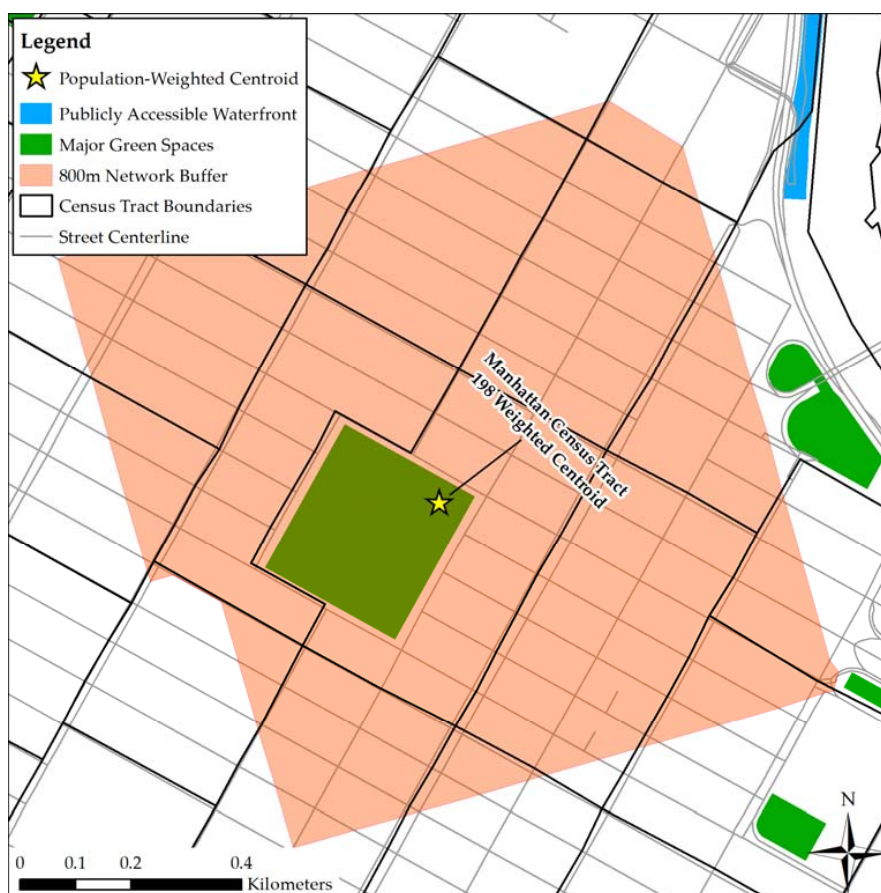 Legend
Population-Weighted Centroid
Publicly Accessible Waterfront
Major Green Spaces
800m Network Buffer
Census Tract Boundaries
Street Centerline
Manhattan Census Tract
198 Weighted Centroid
N
0 0.1 0.2 0.4
Kilometers